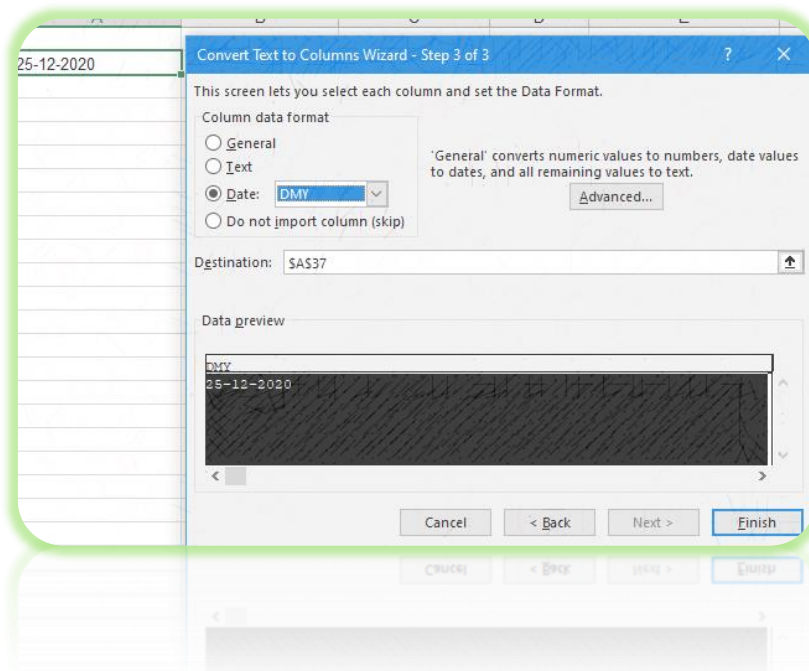 25-12-2020
Convert Text to Columns Wizard - Step 3 of 3
?
This screen lets you select each column and set the Data Format.
Column data format
General
Text
Date: DMY
Do not import column (skip)
'General' converts numeric values to numbers, date values
to dates, and all remaining values to text.
Advanced...
Destination: $A$37
Data preview
DMY
25-12-2020
Cancel < Back Next > Finish